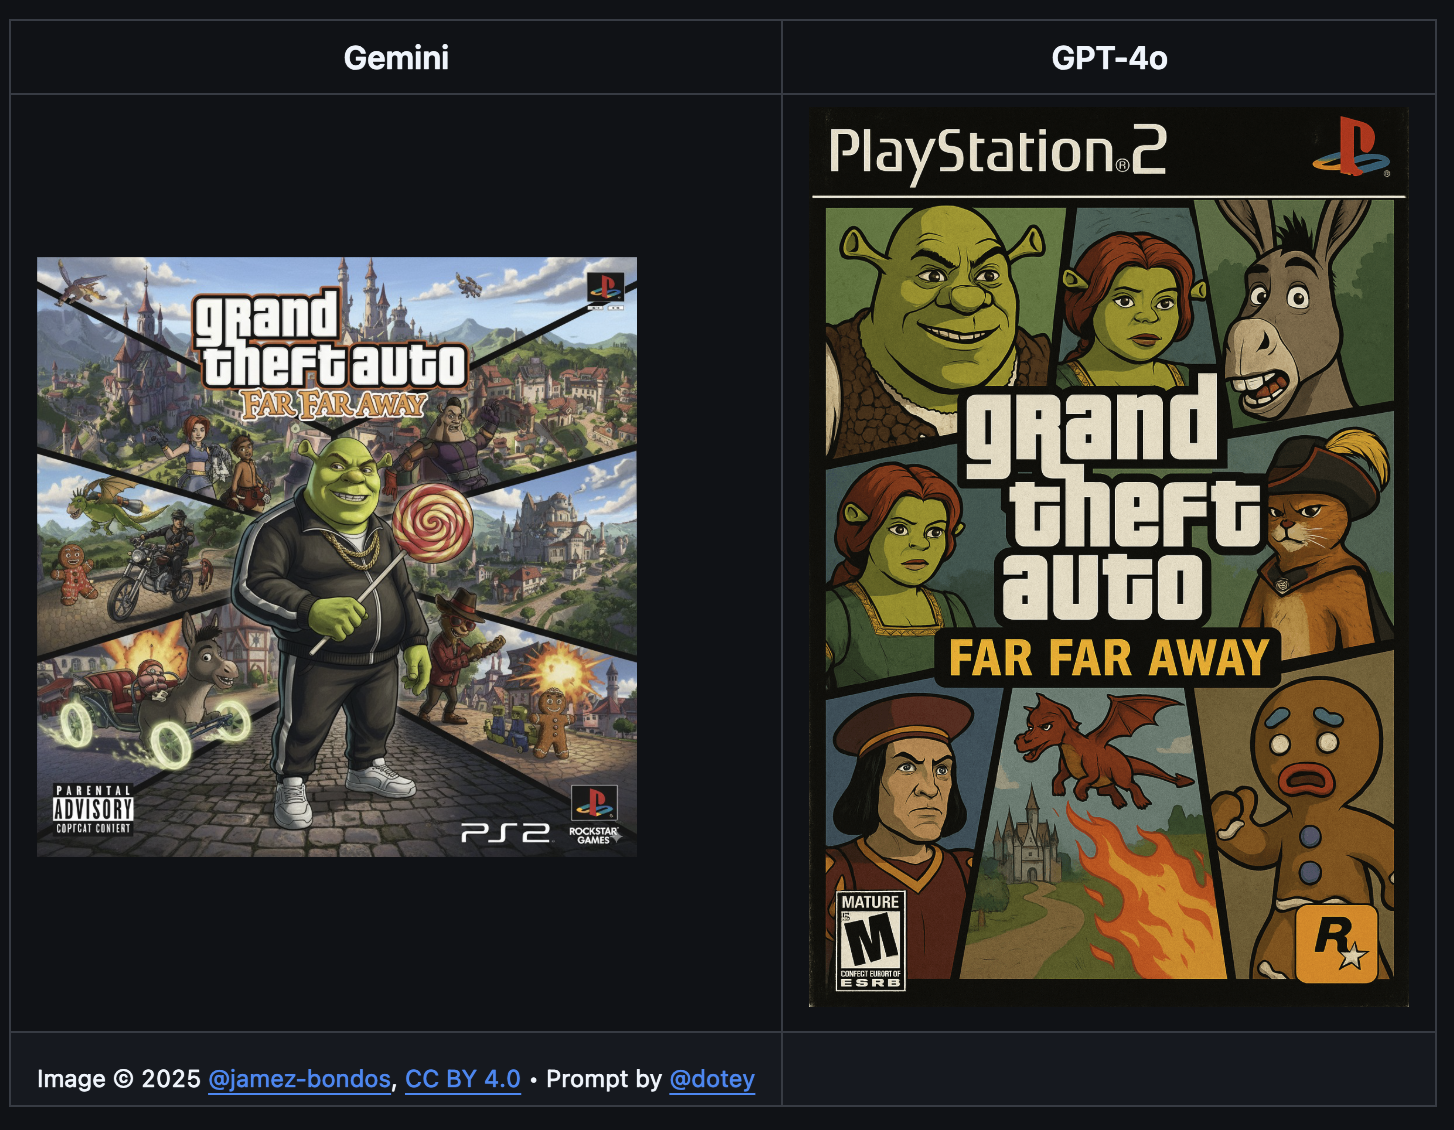 Gemini
GPT-4o
grand
theft auto
FAR FAR AWAY
PARENTAL
ADVISORY
COPFCAT CONTERT
PS2
ROCKSTAR
GAMES
PlayStation®2
grand
theft
auto
FAR FAR AWAY
MATURE
M
CONFECT EUBORT OF
ESRB
R
Image © 2025 @jamez-bondos, CC BY 4.0 • Prompt by @dotey